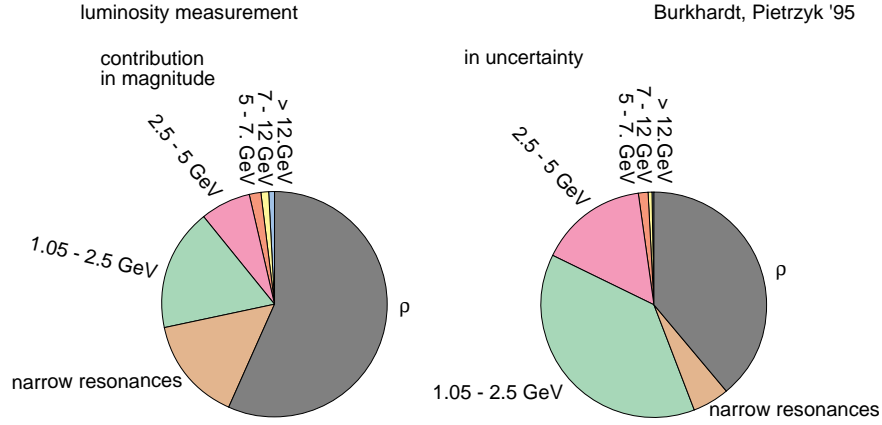 luminosity measurement
Burkhardt, Pietrzyk '95
contribution
in magnitude
> 12.GeV
7 - 12 GeV
5 - 7. GeV
2.5 - 5 GeV
1.05 - 2.5 GeV
narrow resonances
ρ
in uncertainty
> 12.GeV
7 - 12 GeV
5 - 7. GeV
2.5 - 5 GeV
1.05 - 2.5 GeV
narrow resonances
ρ